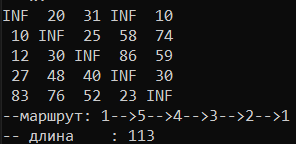 INF 20 31 INF 10
10 INF 25 58 74
12 30 INF 86 59
27 48 40 INF 30
83 76 52 23 INF
--маршрут: 1-->5-->4-->3-->2-->1
-- длина    : 113